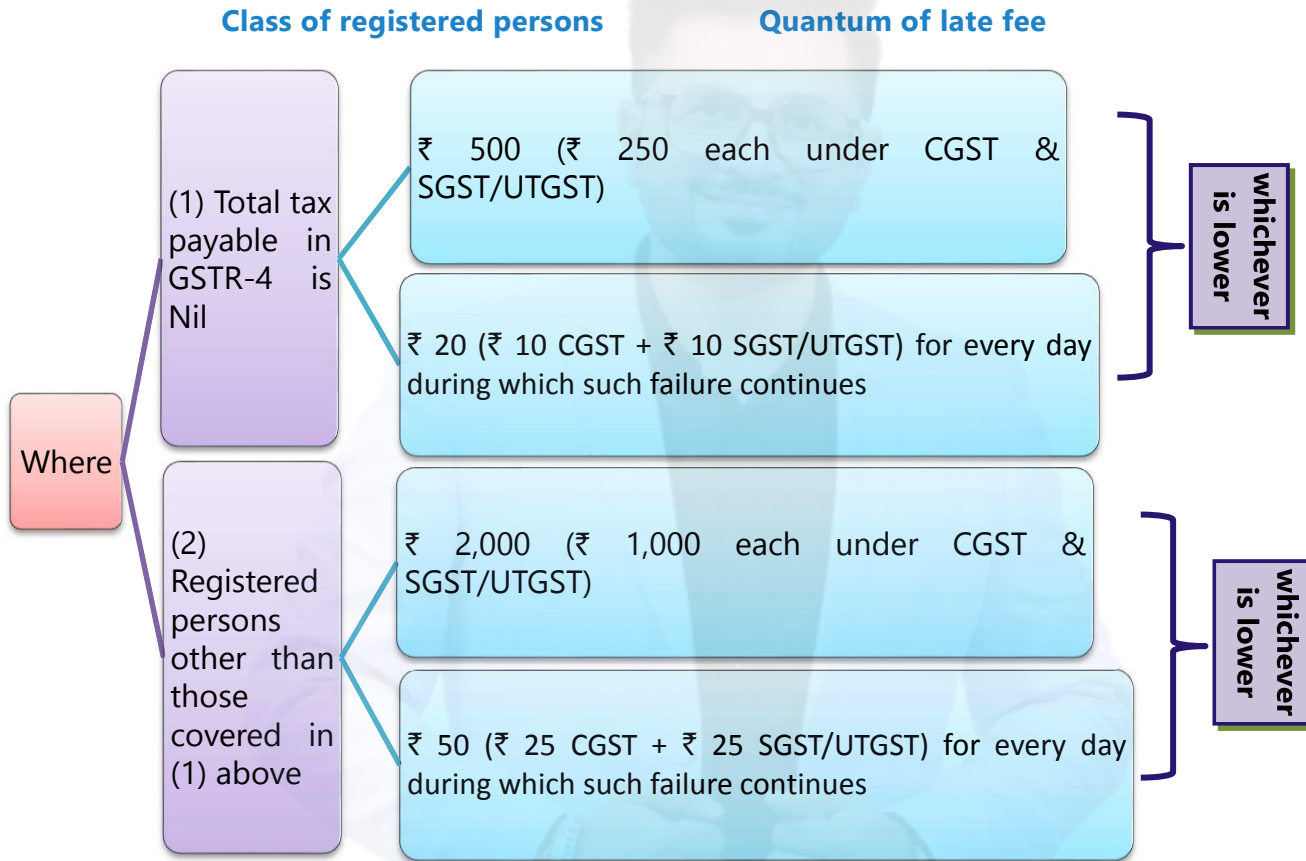 Class of registered persons
Quantum of late fee
Where
(1) Total tax
payable in
GSTR-4 is
Nil
₹ 500 (₹ 250 each under CGST &
SGST/UTGST)
₹ 20 (₹ 10 CGST + ₹ 10 SGST/UTGST) for every day
during which such failure continues
whichever
is lower
(2)
Registered
persons
other than
those
covered in
(1) above
₹ 2,000 (₹ 1,000 each under CGST &
SGST/UTGST)
₹ 50 (₹ 25 CGST + ₹ 25 SGST/UTGST) for every day
during which such failure continues
whichever
is lower